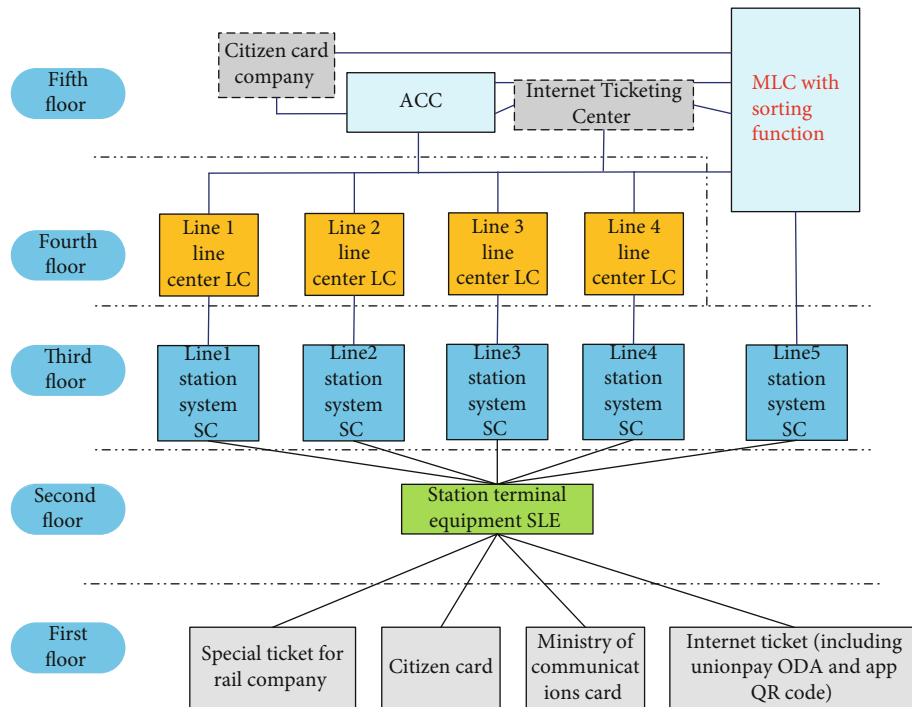 Fifth
floor
Citizen card
company
ACC
Internet Ticketing
Center
MLC with
sorting
function
Fourth
floor
Line 1
line
center LC
Line 2
line
center LC
Line 3
line
center LC
Line 4
line
center LC
Third
floor
Line1
station
system
SC
Line2
station
system
SC
Line3
station
system
SC
Line4
station
system
SC
Line5
station
system
SC
Second
floor
Station terminal
equipment SLE
First
floor
Special ticket for
rail company
Citizen card
Ministry of
communicat
ions card
Internet ticket (including
unionpay ODA and app
QR code)